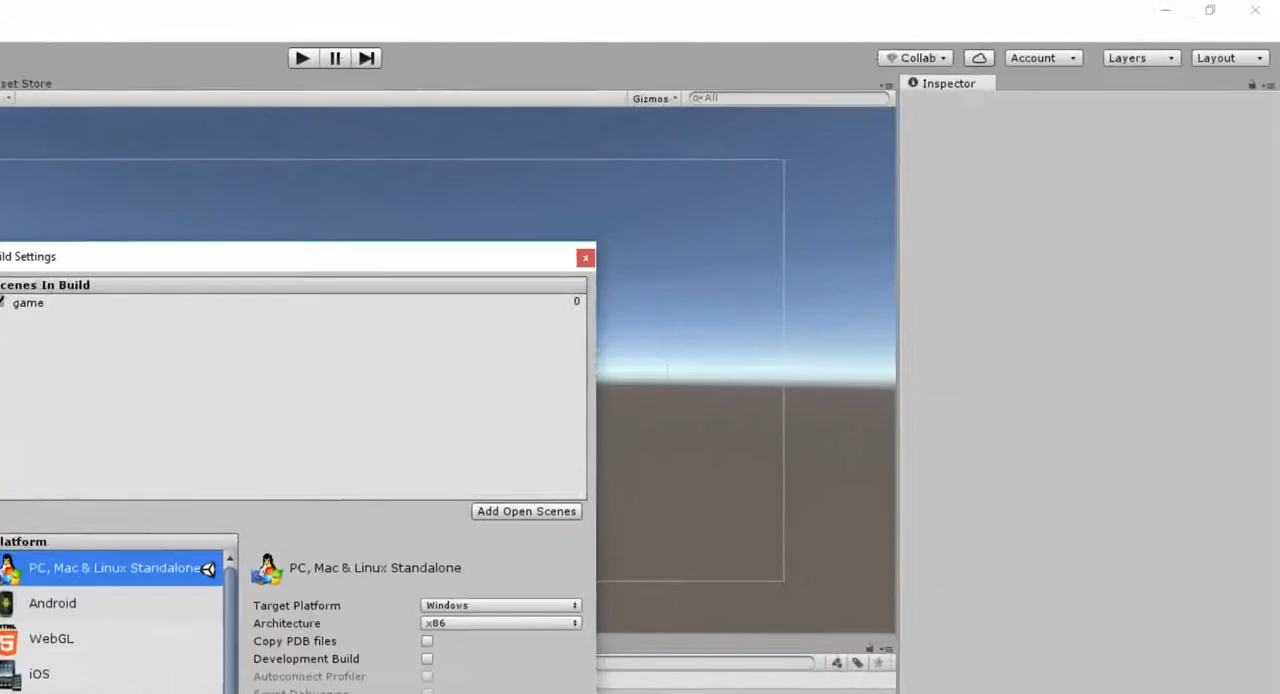 Collab
Account
Layers
Layout
set Store
Gizmos
All
Inspector
ild Settings
cenes In Build
game
0
Add Open Scenes
latform
PC, Mac & Linux Standalone
Android
WebGL
iOS
PC, Mac & Linux Standalone
Target Platform
Windows
Architecture
x86
Copy PDB files
Development Build
Autoconnect Profiler
Script Debugging